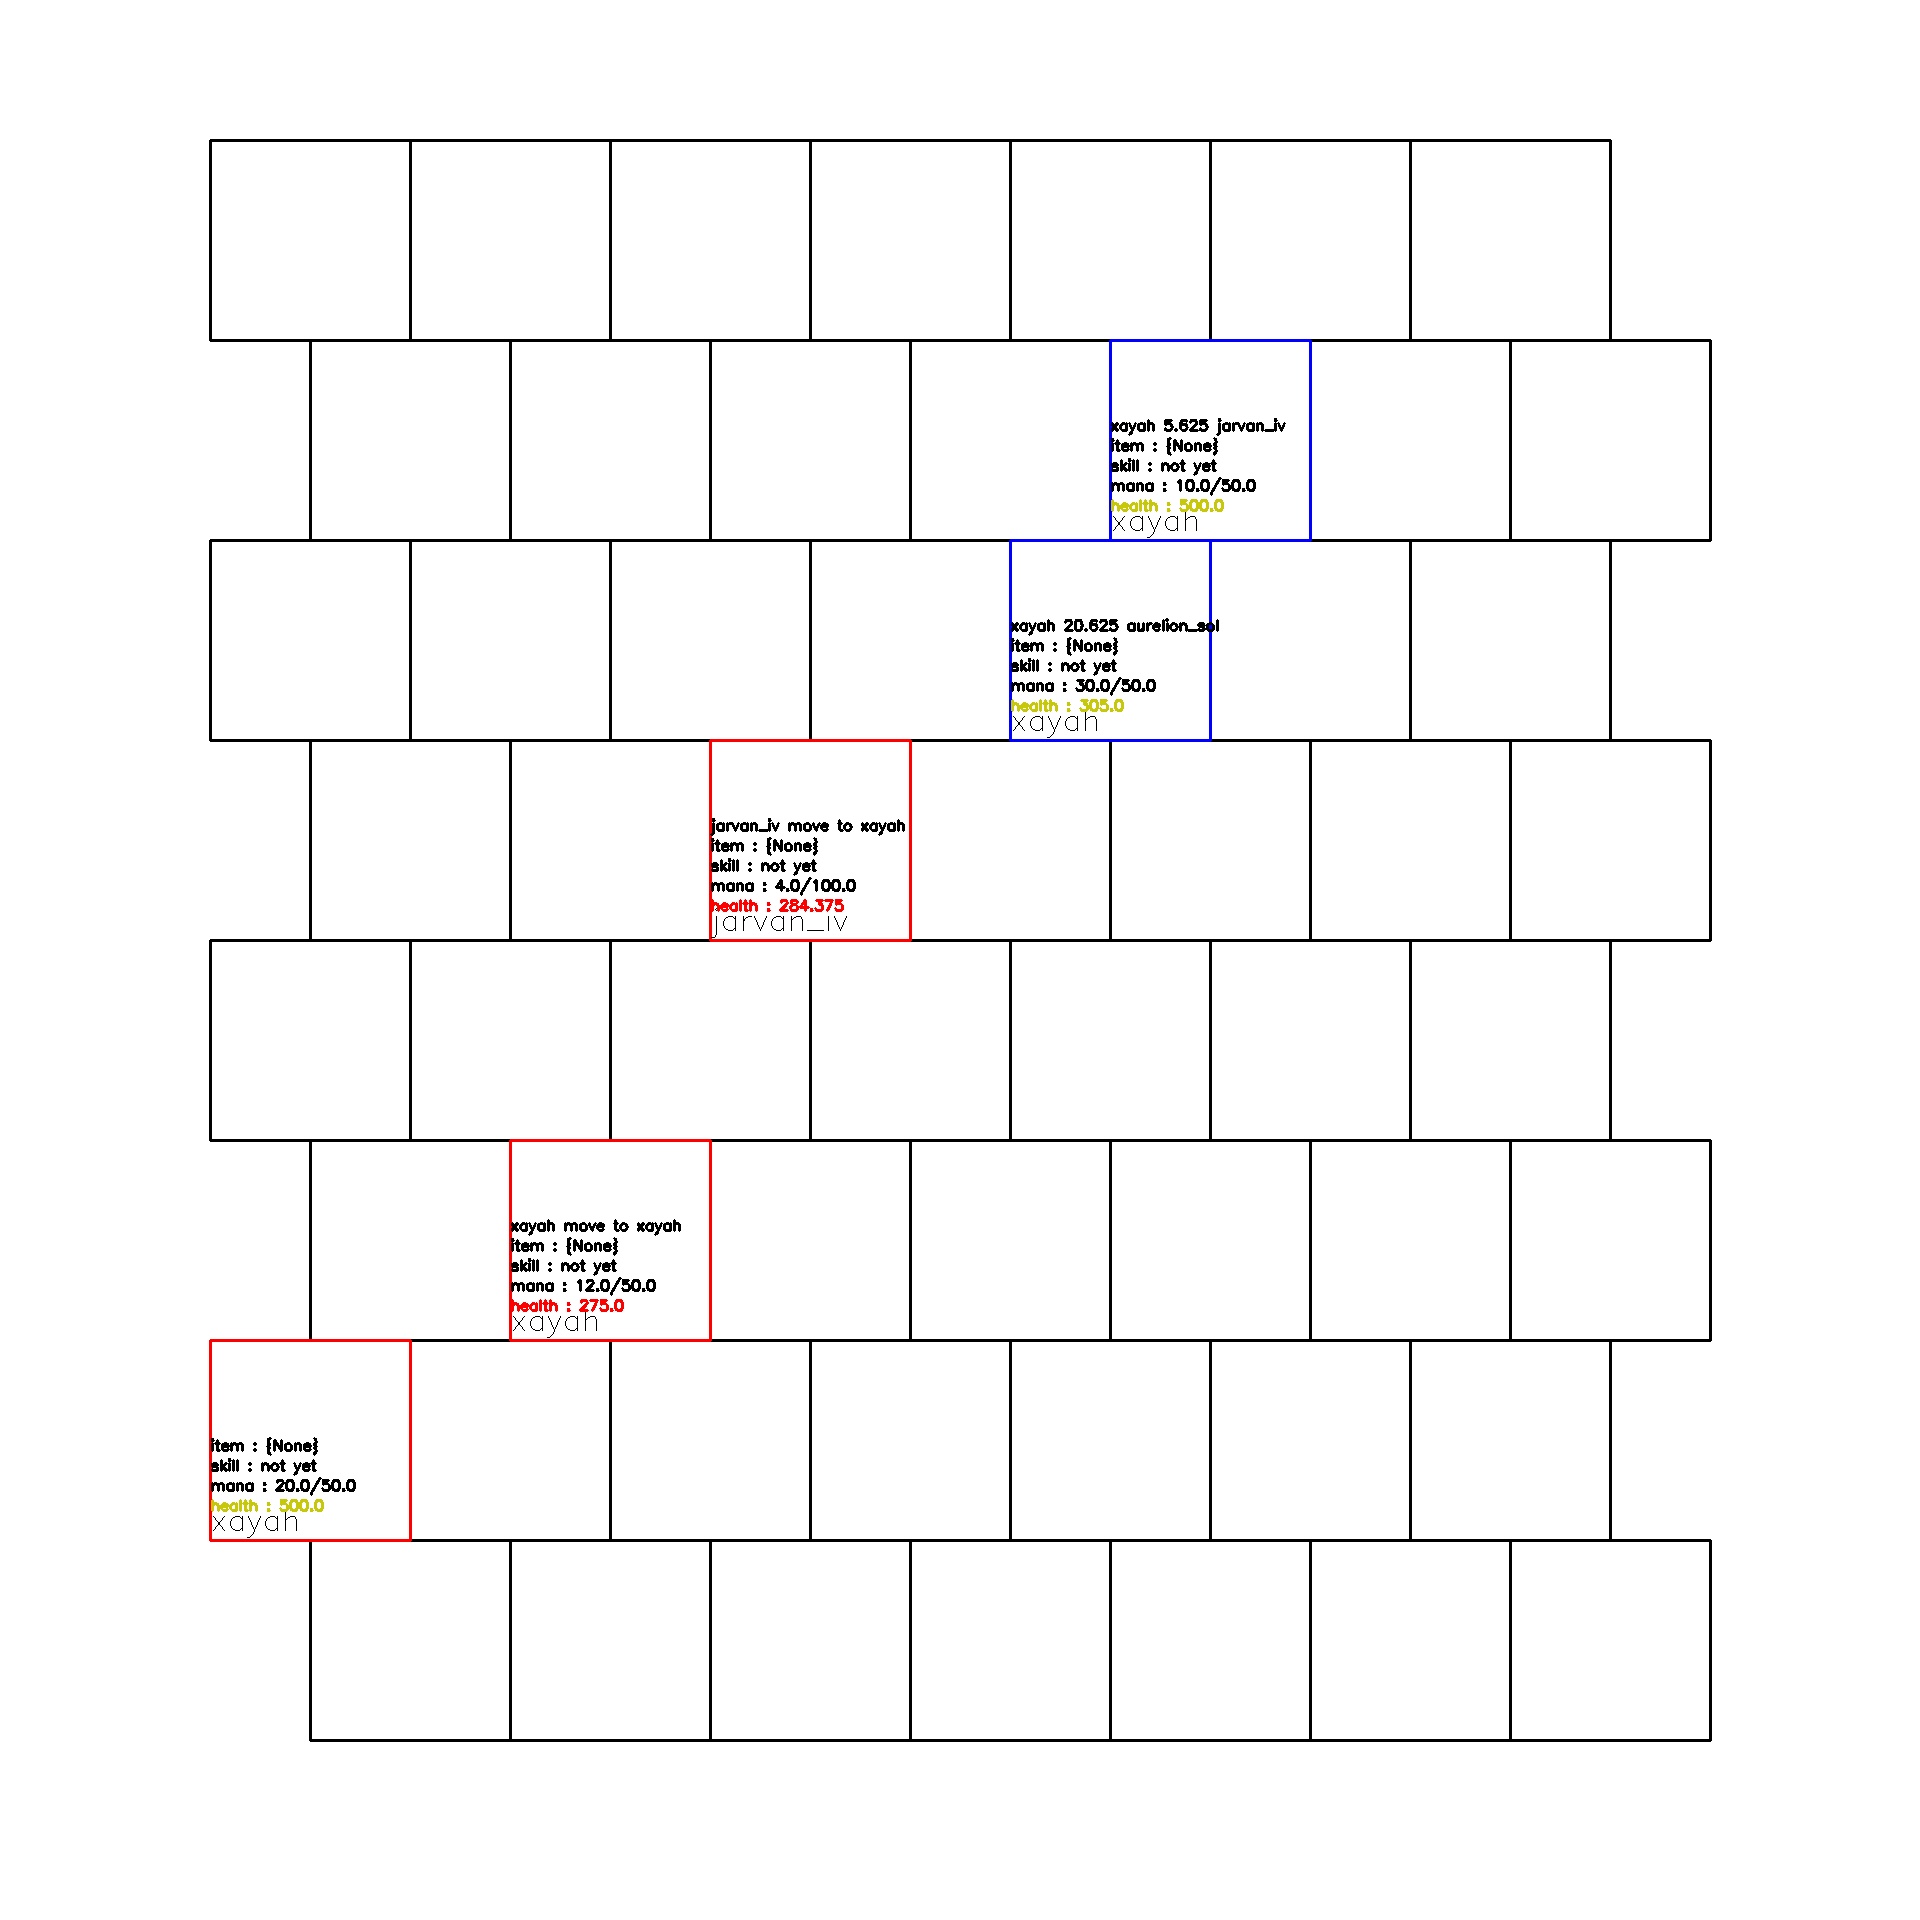 xayah 5.625 jarvan_iv
item : {None}
skill : not yet
mana : 10.0/50.0
health : 500.0
xayah
xayah 20.625 aurelion_sol
item : {None}
skill : not yet
mana : 30.0/50.0
health : 305.0
xayah
jarvan_iv move to xayah
item : {None}
skill : not yet
mana : 4.0/100.0
health : 284.375
jarvan_iv
xayah move to xayah
item : {None}
skill : not yet
mana : 12.0/50.0
health : 275.0
xayah
item : {None}
skill : not yet
mana : 20.0/50.0
health : 500.0
xayah